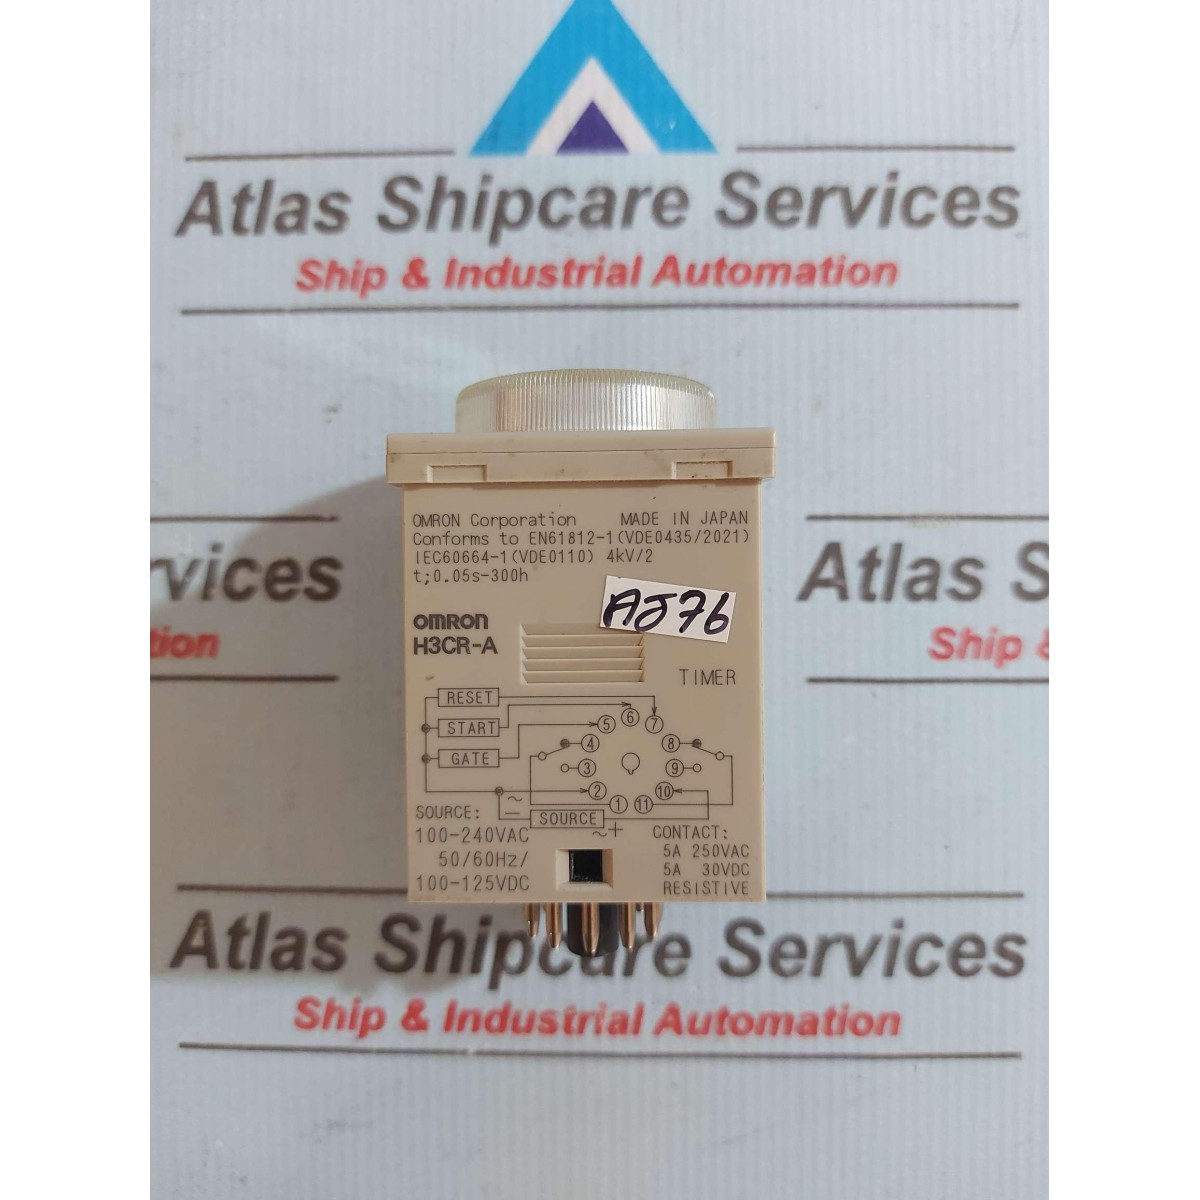 Atlas Shipcare Services
Ship & Industrial Automation
OMRON Corporation MADE IN JAPAN
Conforms to EN61812-1(VDE0435/2021)
IEC60664-1(VDE0110) 4kV/2
t;0.05s-300h
vices
Atlas S
AJ76
omron
H3CR-A
tion
Ship &
TIMER
RESET
START
GATE
6
5 7
4 8
3 9
2 10
1 11
SOURCE:
~
−
SOURCE
~+
100-240VAC
50/60Hz/
100-125VDC
CONTACT:
5A 250VAC
5A 30VDC
RESISTIVE
Atlas Shipcare Services
Ship & Industrial Automation